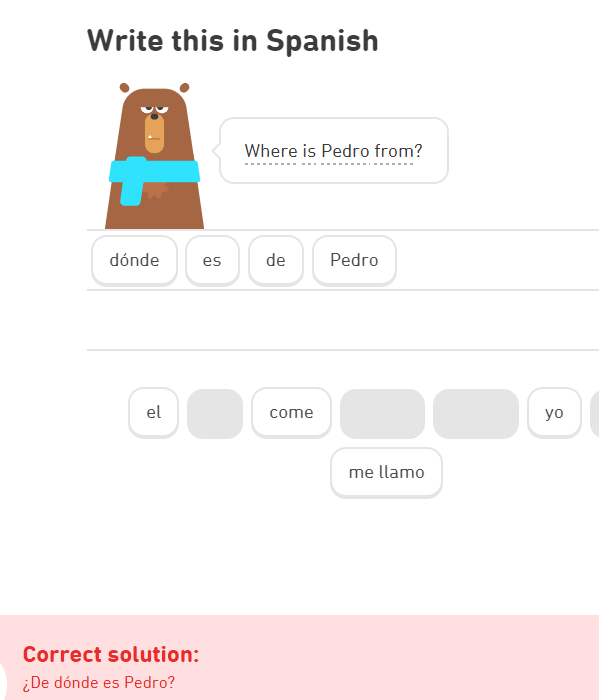 Write this in Spanish
Where is Pedro from?
dónde es de Pedro
el come yo
me llamo
Correct solution:
¿De dónde es Pedro?